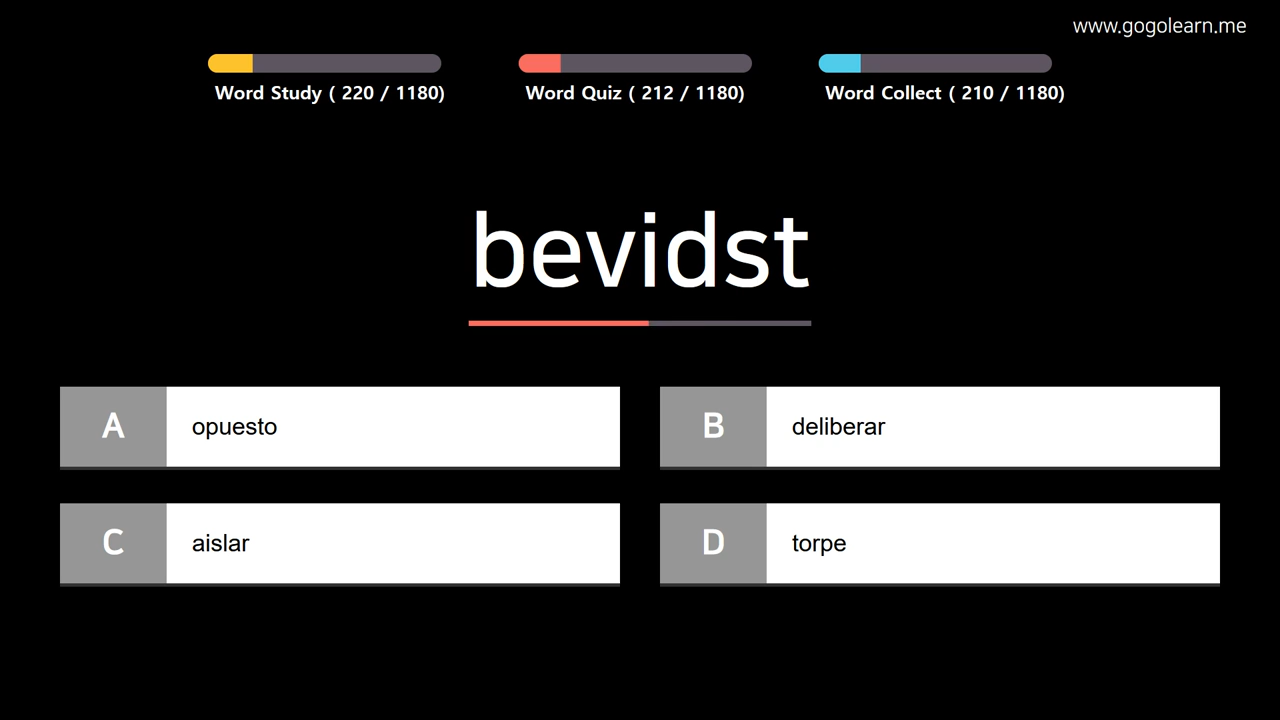 www.gogolearn.me
Word Study ( 220 / 1180)
Word Quiz ( 212 / 1180)
Word Collect ( 210 / 1180)
bevidst
A opuesto
B deliberar
C aislar
D torpe